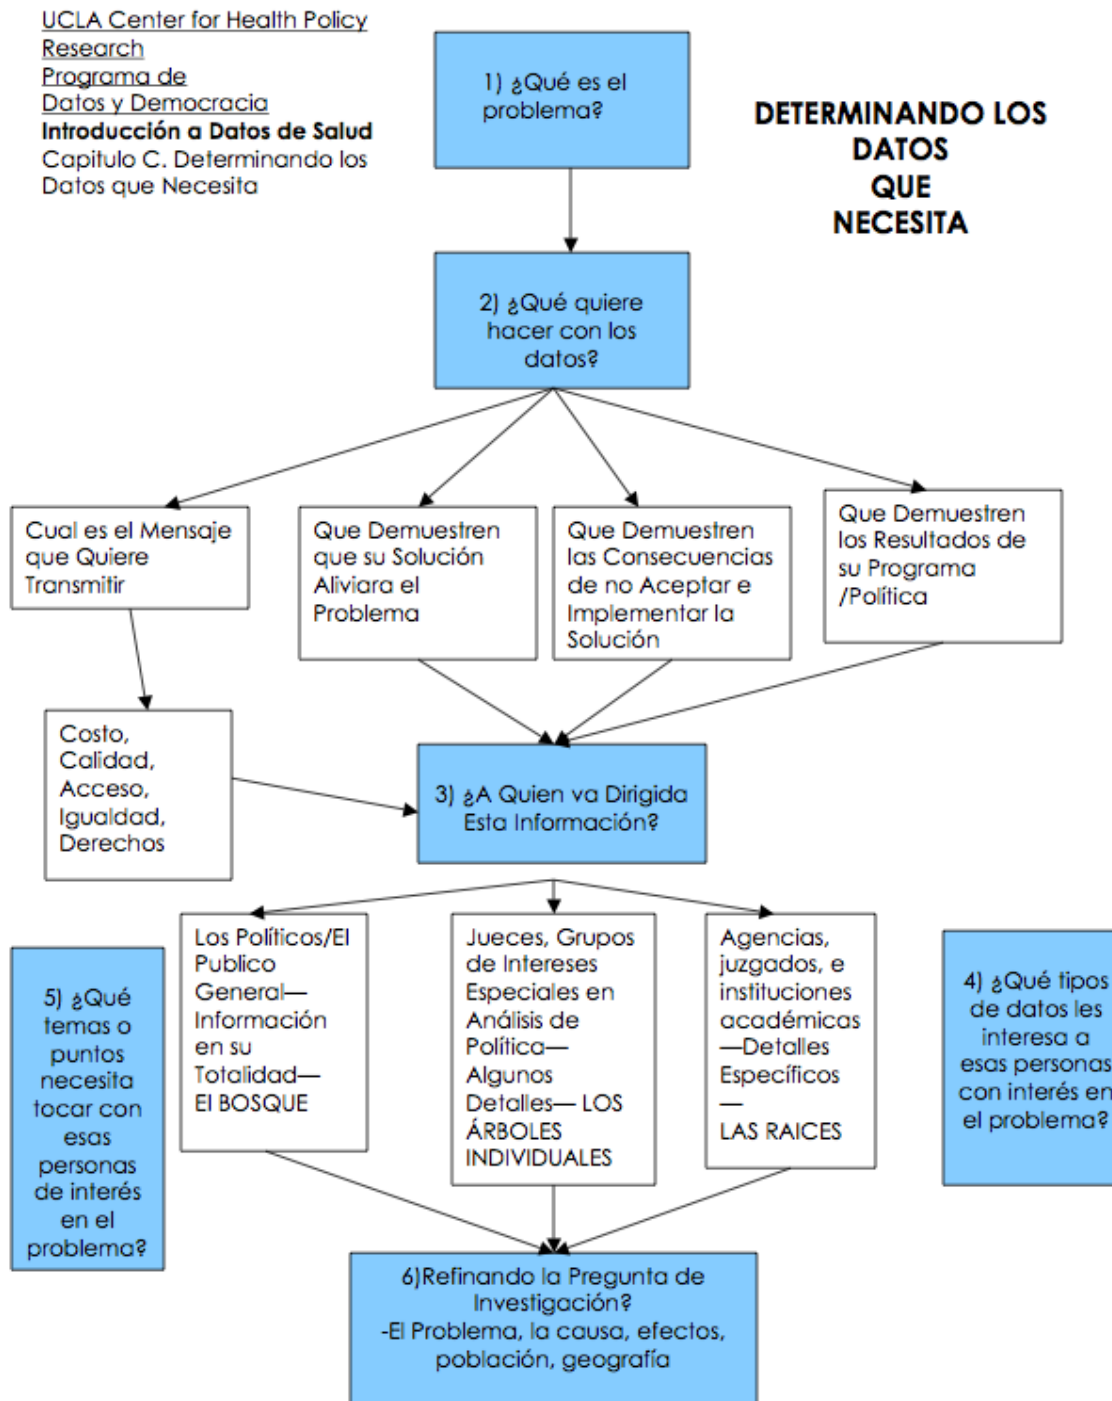 UCLA Center for Health Policy
Research
Programa de
Datos y Democracia
Introducción a Datos de Salud
Capitulo C. Determinando los
Datos que Necesita
1) ¿Qué es el
problema?
DETERMINANDO LOS
DATOS
QUE
NECESITA
2) ¿Qué quiere
hacer con los
datos?
Cual es el Mensaje
que Quiere
Transmitir
Que Demuestren
que su Solución
Aliviara el
Problema
Que Demuestren
las Consecuencias
de no Aceptar e
Implementar la
Solución
Que Demuestren
los Resultados de
su Programa
/Política
Costo,
Calidad,
Acceso,
Igualdad,
Derechos
3) ¿A Quien va Dirigida
Esta Información?
Los Políticos/El
Publico
General—
Información
en su
Totalidad—
El BOSQUE
Jueces, Grupos
de Intereses
Especiales en
Análisis de
Política—
Algunos
Detalles— LOS
ÁRBOLES
INDIVIDUALES
Agencias,
juzgados, e
instituciones
académicas
—Detalles
Específicos
—
LAS RAICES
4) ¿Qué tipos
de datos les
interesa a
esas personas
con interés en
el problema?
5) ¿Qué
temas o
puntos
necesita
tocar con
esas
personas
de interés
en el
problema?
6)Refinando la Pregunta de
Investigación?
-El Problema, la causa, efectos,
población, geografía